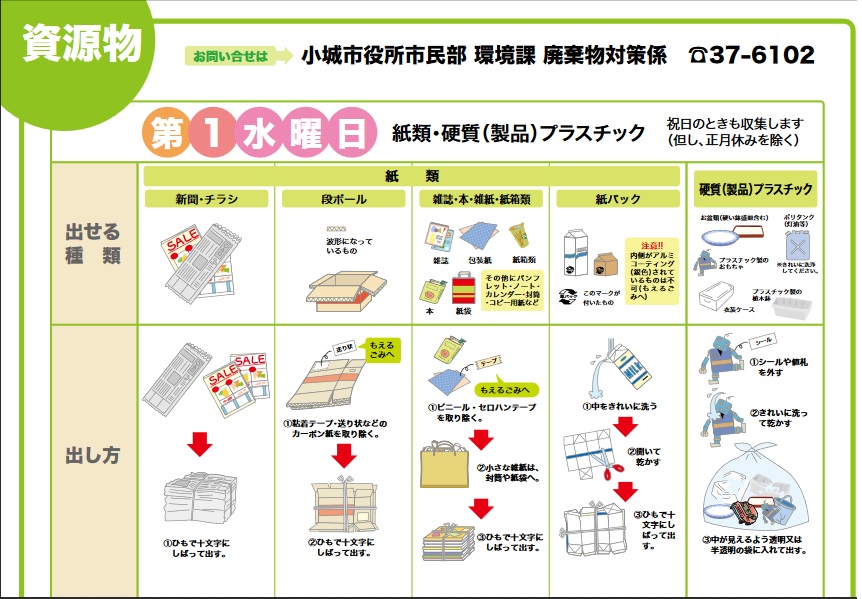 資源物
お問い合せは
小城市役所市民部 環境課 廃棄物対策係 ☎37-6102
第1水曜日
紙類・硬質(製品)プラスチック
祝日のときも収集します
(但し、正月休みを除く)
紙 類
新聞・チラシ
段ボール
雑誌・本・雑紙・紙箱類
紙パック
硬質(製品)プラスチック
出せる
種 類
SALE
波形になって
いるもの
雑誌
包装紙
紙箱類
本
紙袋
その他にパンフ
レット・ノート・
カレンダー・封筒
・コピー用紙など
紙パック
このマークが
付いたもの
注意!!
内側がアルミ
コーティング
(銀色)されて
いるものは不
可(もえるご
みへ)
お盆類(硬い鉢皿面含む)
ポリタンク
(灯油等)
※きれいに洗浄
してください。
プラスチック製の
おもちゃ
衣装ケース
プラスチック製の
植木鉢
出し方
SALE
SALE
①ひもで十文字に
しばって出す。
送り状
もえる
ごみへ
①粘着テープ・送り状などの
カーボン紙を取り除く。
②ひもで十文字に
しばって出す。
テープ
もえるごみへ
①ビニール・セロハンテープ
を取り除く。
②小さな雑紙は、
封筒や紙袋へ。
③ひもで十文字に
しばって出す。
MILK
①中をきれいに洗う
②開いて
乾かす
③ひもで十
文字にし
ばって出
す。
シール
①シールや値札
を外す
②きれいに洗っ
て乾かす
③中が見えるよう透明又は
半透明の袋に入れて出す。